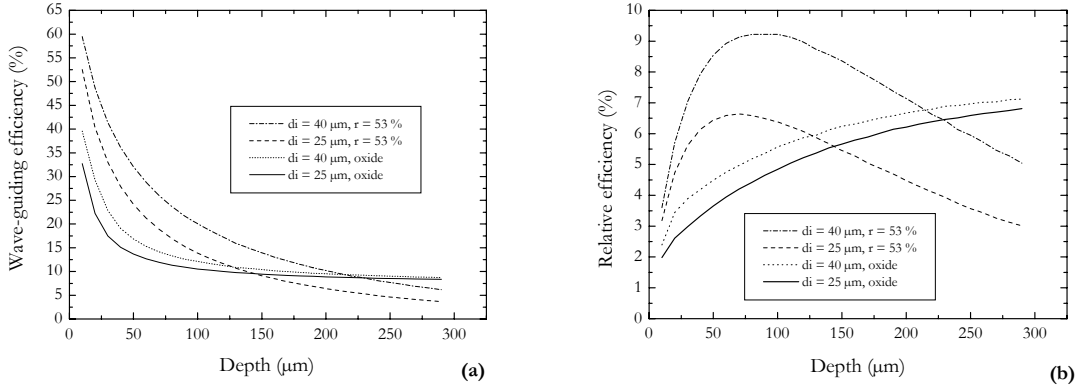 65
60
55
50
45
40
35
30
25
20
15
10
5
0
Wave-guiding efficiency (%)
di = 40 μm, r = 53 %
di = 25 μm, r = 53 %
di = 40 μm, oxide
di = 25 μm, oxide
0 50 100 150 200 250 300
Depth (μm)
(a)
10
9
8
7
6
5
4
3
2
1
0
Relative efficiency (%)
di = 40 μm, r = 53 %
di = 25 μm, r = 53 %
di = 40 μm, oxide
di = 25 μm, oxide
0 50 100 150 200 250 300
Depth (μm)
(b)